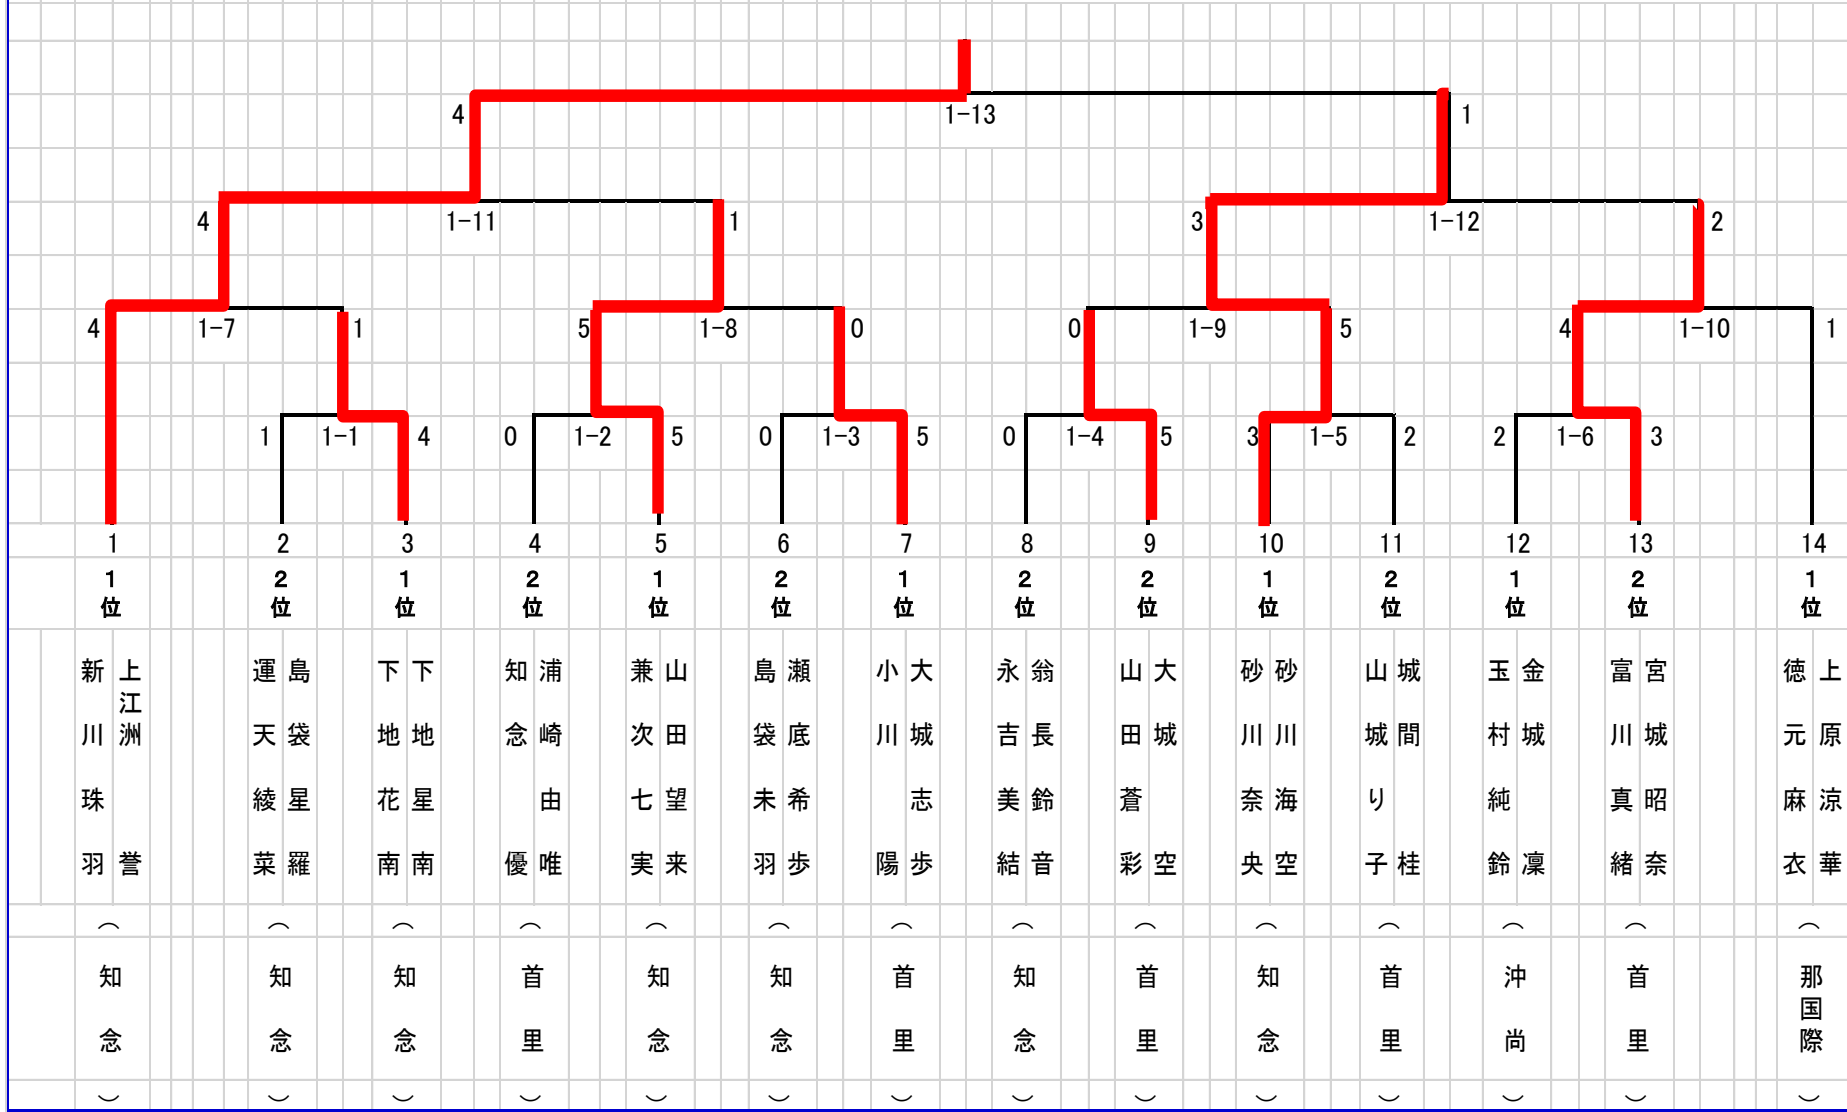 4 1-13 1
4 1-11 1 3 1-12 2
4 1-7 1 5 1-8 0 0 1-9 5 4 1-10 1
1 1-1 4 0 1-2 5 0 1-3 5 0 1-4 5 3 1-5 2 2 1-6 3
1 2 3 4 5 6 7 8 9 10 11 12 13 14
1位 2位 1位 2位 1位 2位 1位 2位 2位 1位 2位 1位 2位 1位
新川珠羽 上江洲誉 (知念)
運天綾菜 島袋星羅 (知念)
下地花南 下地星南 (知念)
知念優 浦崎由唯 (首里)
兼次七実 山田望来 (知念)
島袋未羽 瀬底希歩 (知念)
小川陽 大城志歩 (首里)
永吉美結 翁長鈴音 (知念)
山田蒼彩 大城空 (首里)
砂川奈央 砂川海空 (知念)
山城り子 城間桂 (首里)
玉村純鈴 金城凜 (沖尚)
富川真緒 宮城昭奈 (首里)
徳元麻衣 上原涼華 (那国際)